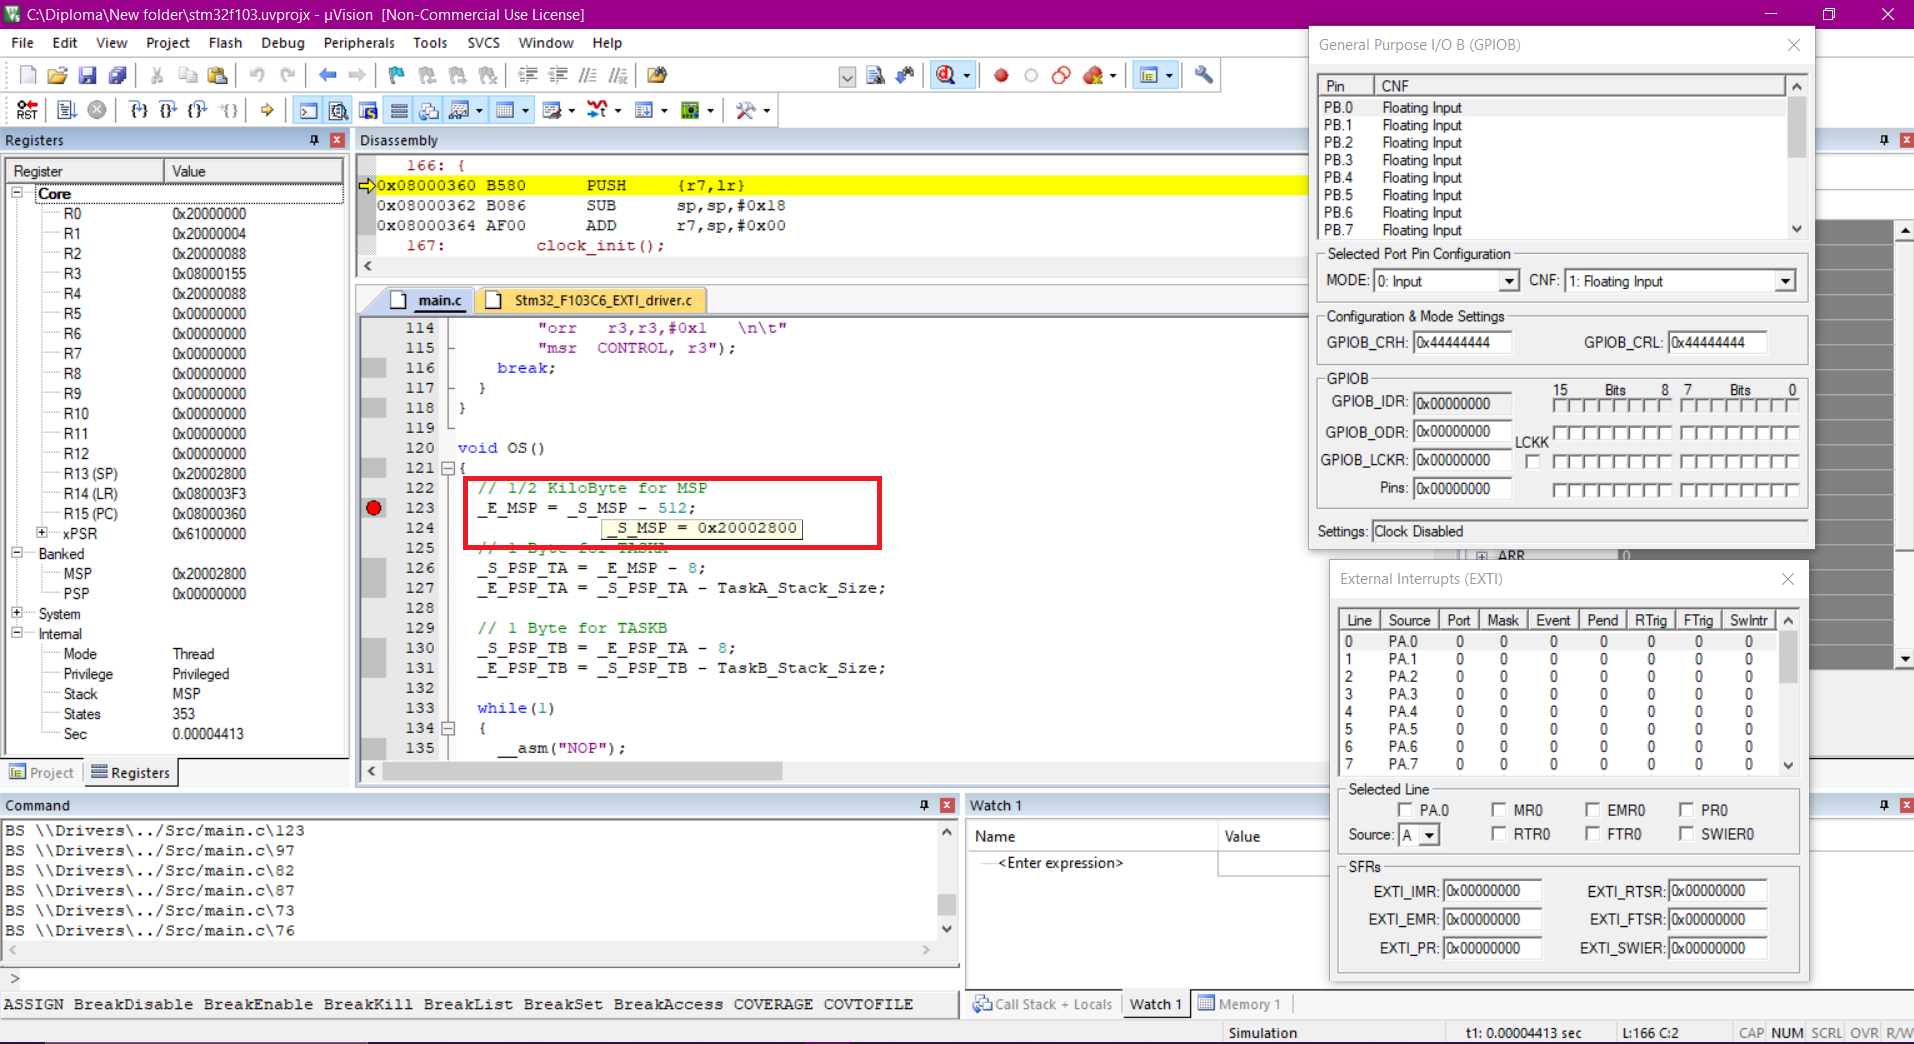 C:\Diploma\New folder\stm32f103.uvprojx - µVision  [Non-Commercial Use License]
File Edit View Project Flash Debug Peripherals Tools SVCS Window Help
Registers
Register Value
Core
R0 0x20000000
R1 0x20000004
R2 0x20000088
R3 0x08000155
R4 0x20000088
R5 0x00000000
R6 0x00000000
R7 0x00000000
R8 0x00000000
R9 0x00000000
R10 0x00000000
R11 0x00000000
R12 0x00000000
R13 (SP) 0x20002800
R14 (LR) 0x080003F3
R15 (PC) 0x08000360
xPSR 0x61000000
Banked
MSP 0x20002800
PSP 0x00000000
System
Internal
Mode Thread
Privilege Privileged
Stack MSP
States 353
Sec 0.00004413
Project Registers
Disassembly
166: {
0x08000360 B580 PUSH {r7,lr}
0x08000362 B086 SUB sp,sp,#0x18
0x08000364 AF00 ADD r7,sp,#0x00
167: clock_init();
main.c Stm32_F103C6_EXTI_driver.c
114 "orr r3,r3,#0x1 \n\t"
115 "msr CONTROL, r3");
116 break;
117 }
118 }
119
120 void OS()
121 {
122 // 1/2 KiloByte for MSP
123 _E_MSP = _S_MSP - 512;
124 _S_MSP = 0x20002800
125 // 1 Byte for TASKA
126 _S_PSP_TA = _E_MSP - 8;
127 _E_PSP_TA = _S_PSP_TA - TaskA_Stack_Size;
128
129 // 1 Byte for TASKB
130 _S_PSP_TB = _E_PSP_TA - 8;
131 _E_PSP_TB = _S_PSP_TB - TaskB_Stack_Size;
132
133 while(1)
134 {
135 __asm("NOP");
General Purpose I/O B (GPIOB)
Pin CNF
PB.0 Floating Input
PB.1 Floating Input
PB.2 Floating Input
PB.3 Floating Input
PB.4 Floating Input
PB.5 Floating Input
PB.6 Floating Input
PB.7 Floating Input
Selected Port Pin Configuration
MODE: 0: Input CNF: 1: Floating Input
Configuration & Mode Settings
GPIOB_CRH: 0x44444444 GPIOB_CRL: 0x44444444
GPIOB
15 Bits 8 7 Bits 0
GPIOB_IDR: 0x00000000
GPIOB_ODR: 0x00000000
LCKK
GPIOB_LCKR: 0x00000000
Pins: 0x00000000
Settings: Clock Disabled
ARR 0
External Interrupts (EXTI)
Line Source Port Mask Event Pend RTrig FTrig SwIntr
0 PA.0 0 0 0 0 0 0 0
1 PA.1 0 0 0 0 0 0 0
2 PA.2 0 0 0 0 0 0 0
3 PA.3 0 0 0 0 0 0 0
4 PA.4 0 0 0 0 0 0 0
5 PA.5 0 0 0 0 0 0 0
6 PA.6 0 0 0 0 0 0 0
7 PA.7 0 0 0 0 0 0 0
Selected Line
PA.0 MR0 EMR0 PR0
Source: A RTR0 FTR0 SWIER0
SFRs
EXTI_IMR: 0x00000000 EXTI_RTSR: 0x00000000
EXTI_EMR: 0x00000000 EXTI_FTSR: 0x00000000
EXTI_PR: 0x00000000 EXTI_SWIER: 0x00000000
Command
BS \\Drivers\../Src/main.c\123
BS \\Drivers\../Src/main.c\97
BS \\Drivers\../Src/main.c\82
BS \\Drivers\../Src/main.c\87
BS \\Drivers\../Src/main.c\73
BS \\Drivers\../Src/main.c\76
>
ASSIGN BreakDisable BreakEnable BreakKill BreakList BreakSet BreakAccess COVERAGE COVTOFILE
Watch 1
Name Value
<Enter expression>
Call Stack + Locals Watch 1 Memory 1
Simulation t1: 0.00004413 sec L:166 C:2 CAP NUM SCRL OVR R/W